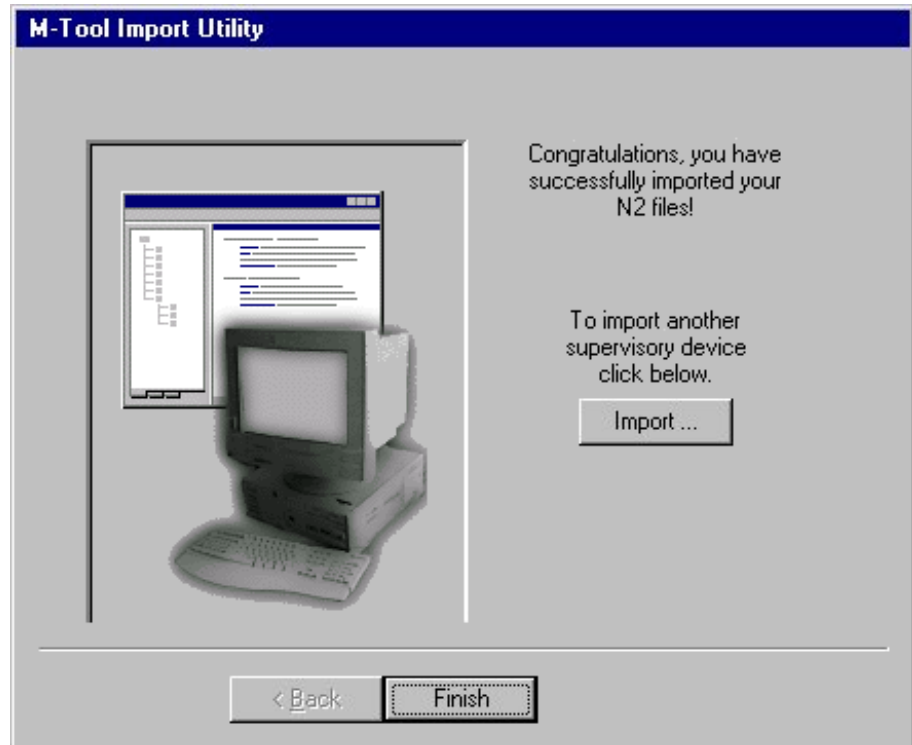 M-Tool Import Utility
Congratulations, you have
successfully imported your
N2 files!
To import another
supervisory device
click below.
Import ...
< Back
Finish